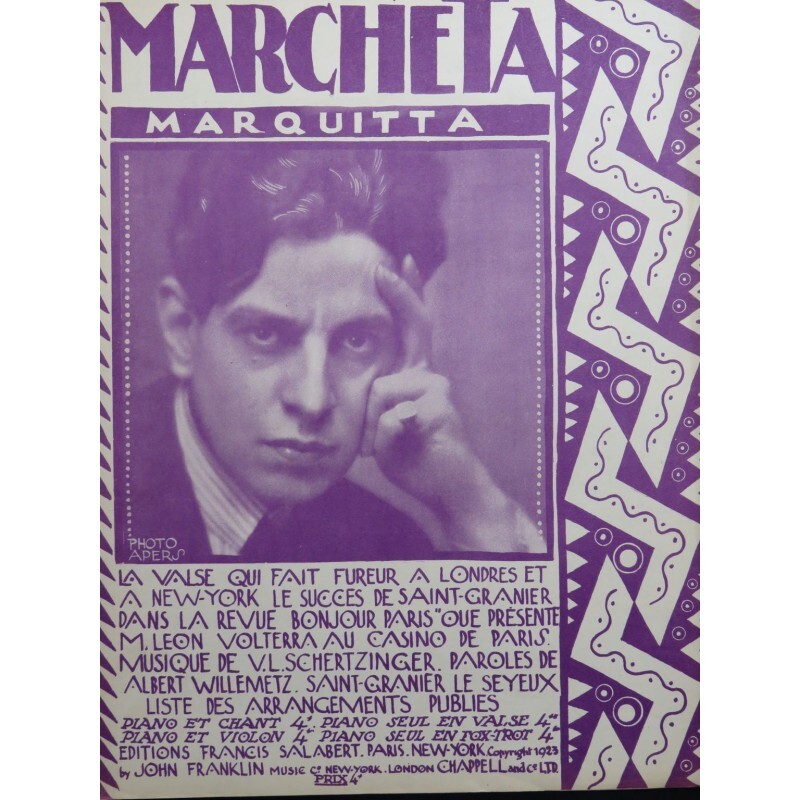 MARCHETA
MARQUITTA
PHOTO
APERS
LA VALSE QUI FAIT FUREUR A LONDRES ET
A NEW-YORK LE SUCCES DE SAINT-GRANIER
DANS LA REVUE BONJOUR PARIS" QUE PRÉSENTE
M. LEON VOLTERRA AU CASINO DE PARIS.
MUSIQUE DE V.L. SCHERTZINGER. PAROLES DE
ALBERT WILLEMETZ. SAINT-GRANIER LE SEYEUX
LISTE DES ARRANGEMENTS PUBLIES
PIANO ET CHANT 4f. PIANO SEUL EN VALSE 4f
PIANO ET VIOLON 4f PIANO SEUL EN FOX-TROT 4f
EDITIONS FRANCIS SALABERT. PARIS. NEW-YORK. Copyright 1923
by JOHN FRANKLIN MUSIC Co NEW-YORK. LONDON CHAPPELL and Co LTD.
PRIX 4f